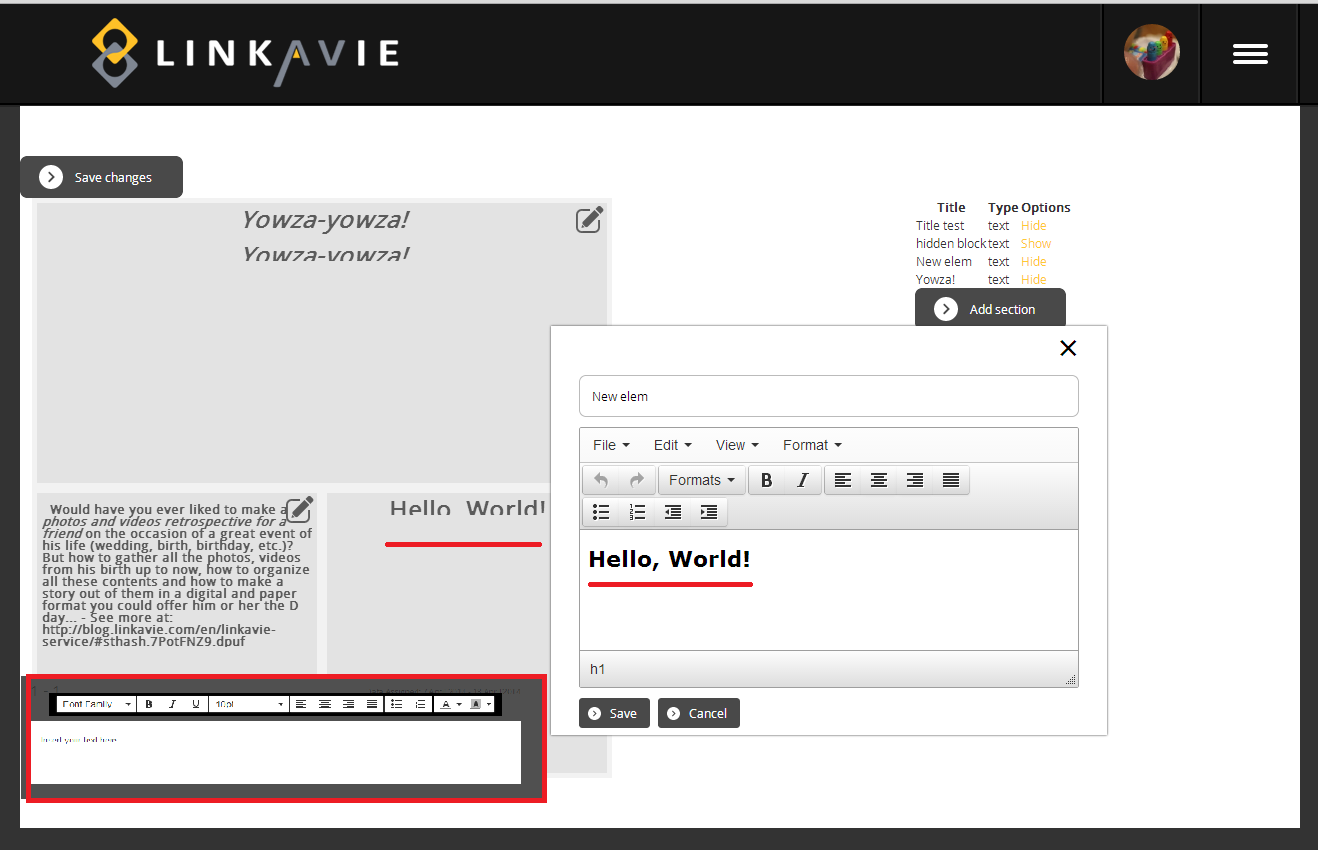 LINKAVIE
Save changes
Yowza-yowza!
Yowza-yowza!
Title Type Options
Title test text Hide
hidden block text Show
New elem text Hide
Yowza! text Hide
Add section
New elem
File Edit View Format
Formats B I
Hello, World!
h1
Save Cancel
Would have you ever liked to make a
photos and videos retrospective for a
friend on the occasion of a great event of
his life (wedding, birth, birthday, etc.)?
But how to gather all the photos, videos
from his birth up to now, how to organize
all these contents and how to make a
story out of them in a digital and paper
format you could offer him or her the D
day... - See more at:
http://blog.linkavie.com/en/linkavie-
service/#sthash.7PotFNZ9.dpuf
Hello World!
Font Family B I U 10pt A A
Insert your text here